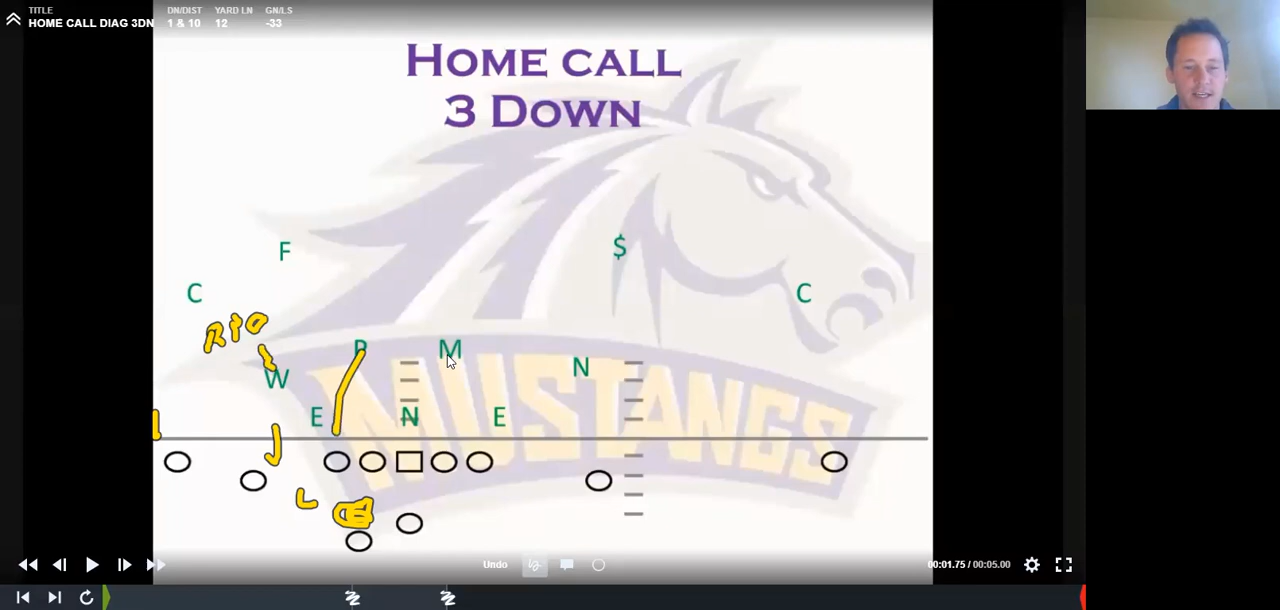 TITLE
HOME CALL DIAG 3DN
DN/DIST
1 & 10
YARD LN
12
GN/LS
-33
HOME CALL
3 DOWN
F
$
C
C
M
W
N
E
N
E
MUSTANGS
Undo
00:01.75 / 00:05.00